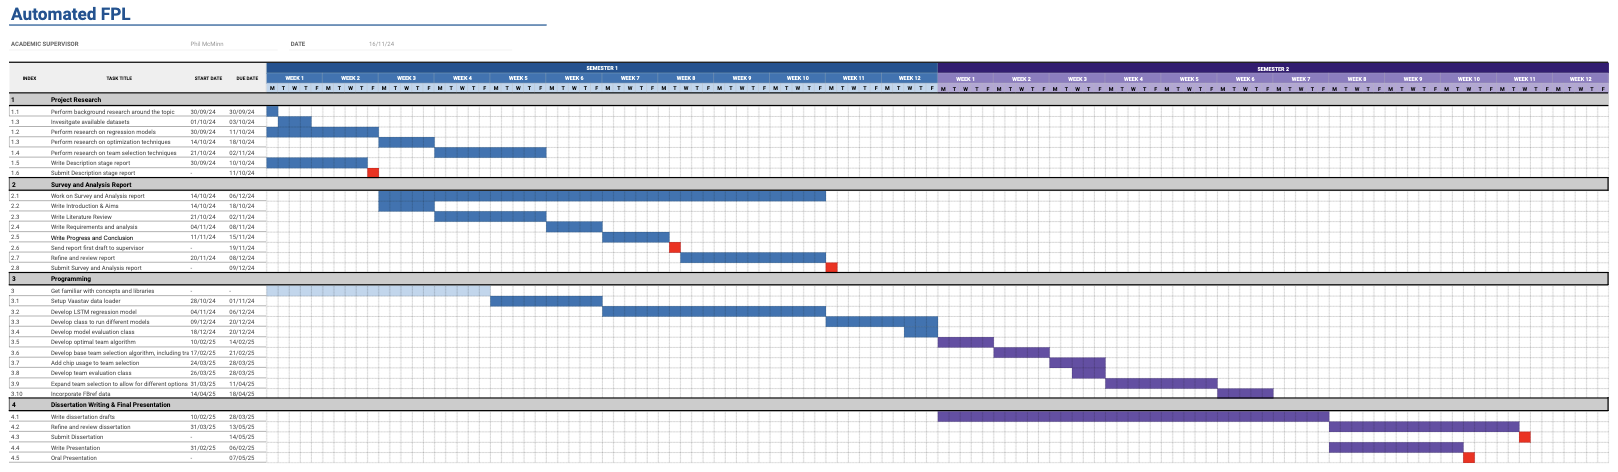 Automated FPL
ACADEMIC SUPERVISOR Phil McMinn DATE 16/11/24
SEMESTER 1 SEMESTER 2
INDEX TASK TITLE START DATE DUE DATE WEEK 1 WEEK 2 WEEK 3 WEEK 4 WEEK 5 WEEK 6 WEEK 7 WEEK 8 WEEK 9 WEEK 10 WEEK 11 WEEK 12 WEEK 1 WEEK 2 WEEK 3 WEEK 4 WEEK 5 WEEK 6 WEEK 7 WEEK 8 WEEK 9 WEEK 10 WEEK 11 WEEK 12
M T W T F M T W T F M T W T F M T W T F M T W T F M T W T F M T W T F M T W T F M T W T F M T W T F M T W T F M T W T F M T W T F M T W T F M T W T F M T W T F M T W T F M T W T F M T W T F M T W T F M T W T F M T W T F M T W T F M T W T F
1 Project Research
1.1 Perform background research around the topic 30/09/24 30/09/24
1.3 Invesitgate available datasets 01/10/24 03/10/24
1.2 Perform research on regression models 30/09/24 11/10/24
1.3 Perform research on optimization techniques 14/10/24 18/10/24
1.4 Perform research on team selection techniques 21/10/24 02/11/24
1.5 Write Description stage report 30/09/24 10/10/24
1.6 Submit Description stage report - 11/10/24
2 Survey and Analysis Report
2.1 Work on Survey and Analysis report 14/10/24 06/12/24
2.2 Write Introduction & Aims 14/10/24 18/10/24
2.3 Write Literature Review 21/10/24 02/11/24
2.4 Write Requirements and analysis 04/11/24 08/11/24
2.5 Write Progress and Conclusion 11/11/24 15/11/24
2.6 Send report first draft to supervisor - 19/11/24
2.7 Refine and review report 20/11/24 08/12/24
2.8 Submit Survey and Analysis report - 09/12/24
3 Programming
3 Get familiar with concepts and libraries - -
3.1 Setup Vaastav data loader 28/10/24 01/11/24
3.2 Develop LSTM regression model 04/11/24 06/12/24
3.3 Develop class to run different models 09/12/24 20/12/24
3.4 Develop model evaluation class 18/12/24 20/12/24
3.5 Develop optimal team algorithm 10/02/25 14/02/25
3.6 Develop base team selection algorithm, including tra 17/02/25 21/02/25
3.7 Add chip usage to team selection 24/03/25 28/03/25
3.8 Develop team evaluation class 26/03/25 28/03/25
3.9 Expand team selection to allow for different options 31/03/25 11/04/25
3.10 Incorporate FBref data 14/04/25 18/04/25
4 Dissertation Writing & Final Presentation
4.1 Write dissertation drafts 10/02/25 28/03/25
4.2 Refine and review dissertation 31/03/25 13/05/25
4.3 Submit Dissertation - 14/05/25
4.4 Write Presentation 31/02/25 06/02/25
4.5 Oral Presentation - 07/05/25